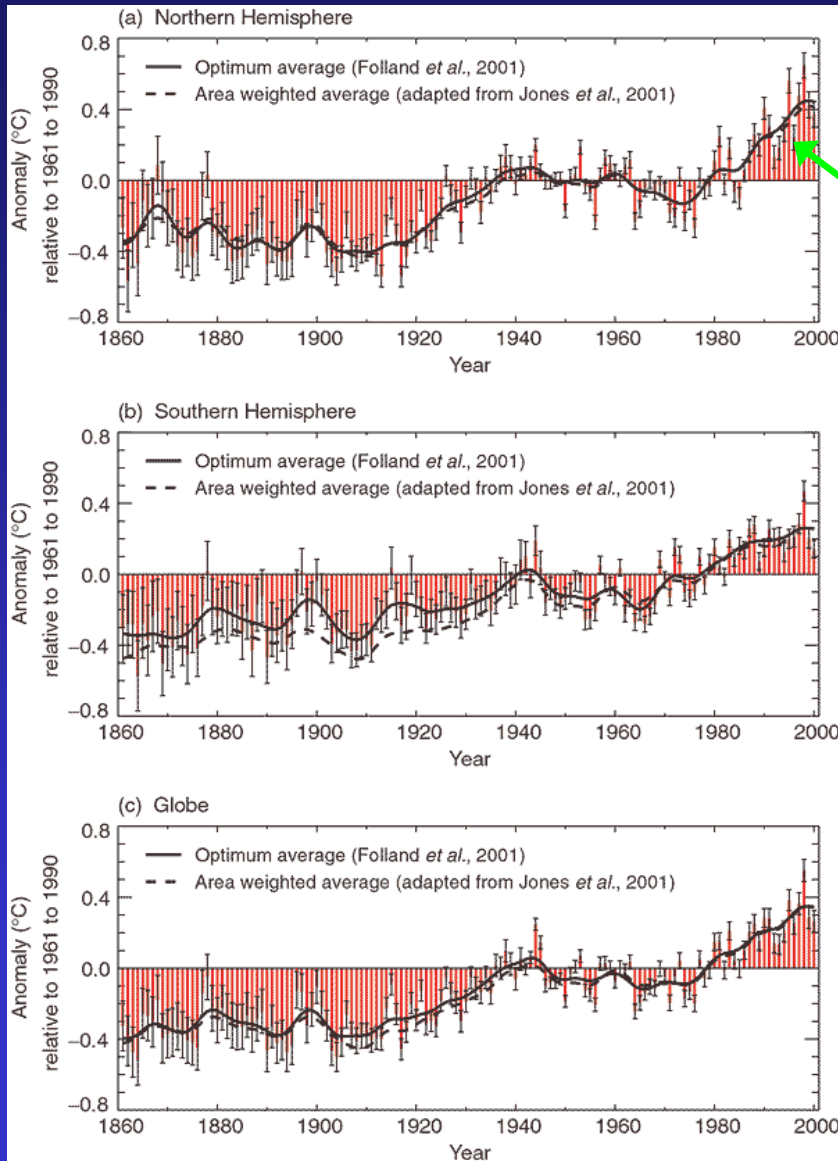 (a) Northern Hemisphere
0.8
0.4
0.0
−0.4
−0.8
Anomaly (°C)
relative to 1961 to 1990
Optimum average (Folland et al., 2001)
Area weighted average (adapted from Jones et al., 2001)
1860 1880 1900 1920 1940 1960 1980 2000
Year
(b) Southern Hemisphere
0.8
0.4
0.0
−0.4
−0.8
Anomaly (°C)
relative to 1961 to 1990
Optimum average (Folland et al., 2001)
Area weighted average (adapted from Jones et al., 2001)
1860 1880 1900 1920 1940 1960 1980 2000
Year
(c) Globe
0.8
0.4
0.0
−0.4
−0.8
Anomaly (°C)
relative to 1961 to 1990
Optimum average (Folland et al., 2001)
Area weighted average (adapted from Jones et al., 2001)
1860 1880 1900 1920 1940 1960 1980 2000
Year